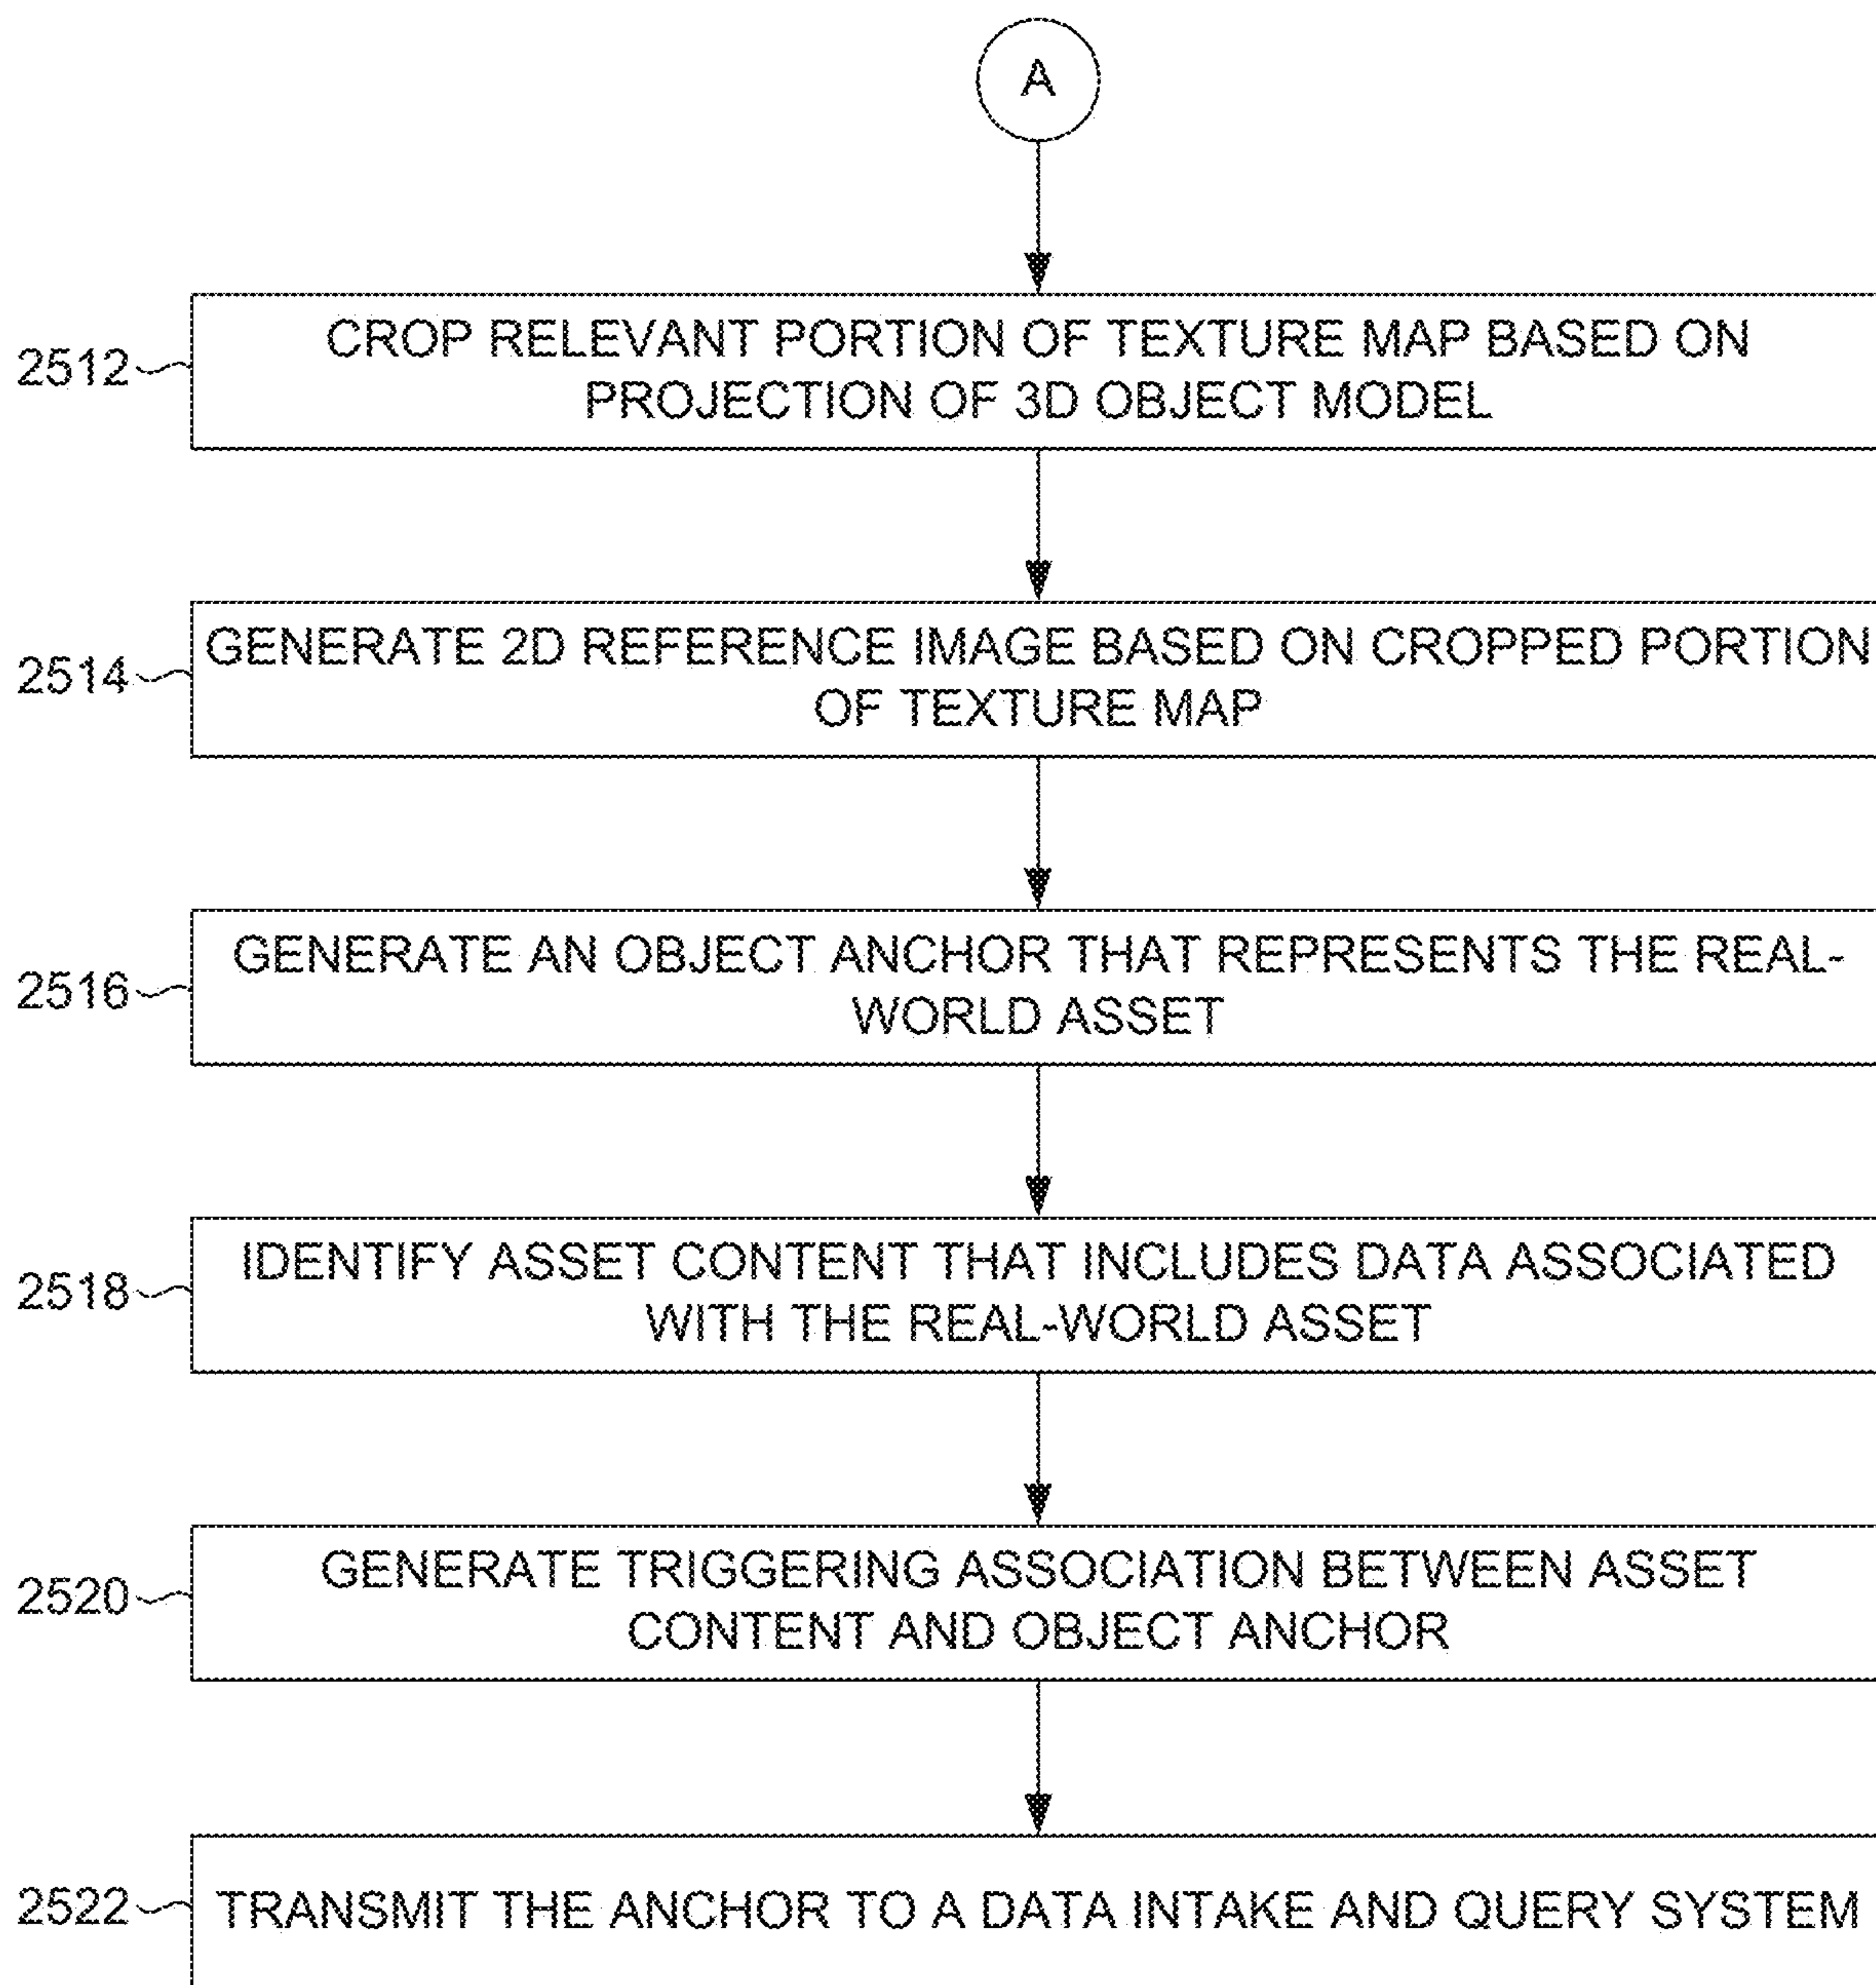 A
2512
CROP RELEVANT PORTION OF TEXTURE MAP BASED ON
PROJECTION OF 3D OBJECT MODEL
2514
GENERATE 2D REFERENCE IMAGE BASED ON CROPPED PORTION
OF TEXTURE MAP
2516
GENERATE AN OBJECT ANCHOR THAT REPRESENTS THE REAL-
WORLD ASSET
2518
IDENTIFY ASSET CONTENT THAT INCLUDES DATA ASSOCIATED
WITH THE REAL-WORLD ASSET
2520
GENERATE TRIGGERING ASSOCIATION BETWEEN ASSET
CONTENT AND OBJECT ANCHOR
2522
TRANSMIT THE ANCHOR TO A DATA INTAKE AND QUERY SYSTEM